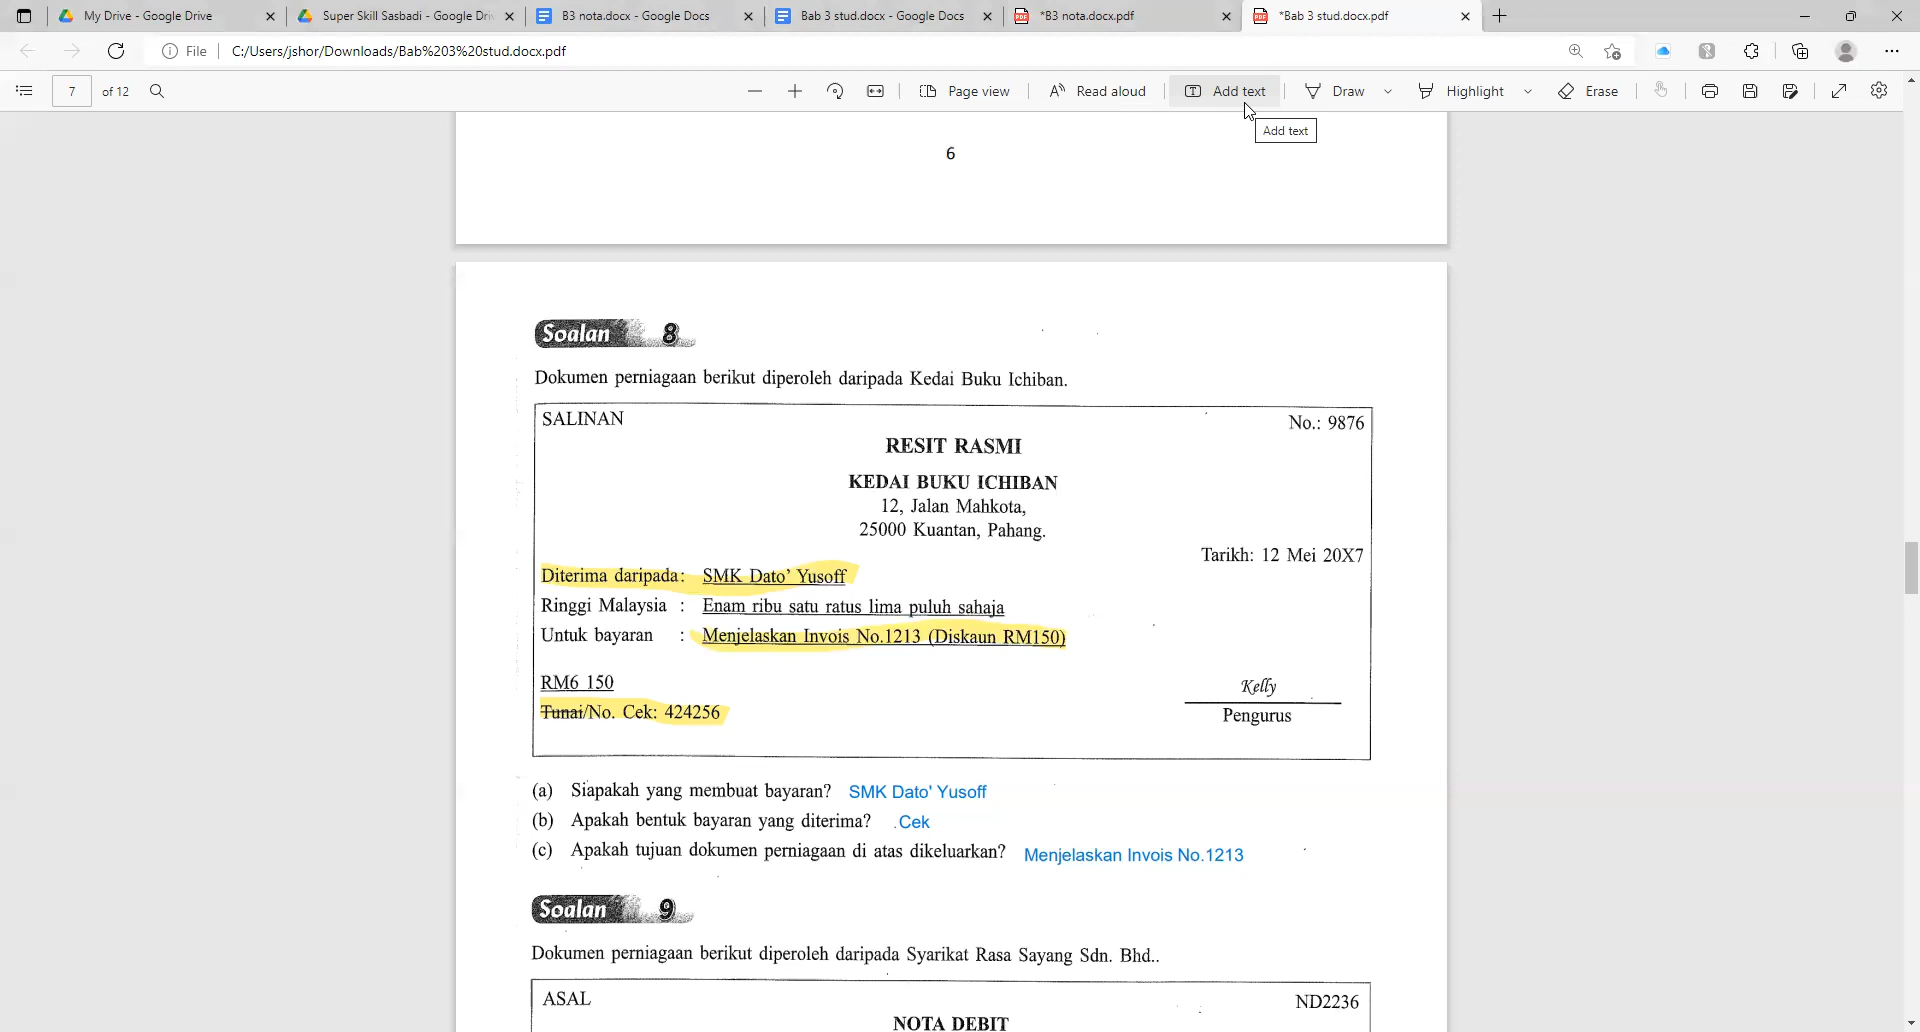 My Drive - Google Drive
Super Skill Sasbadi - Google Dri
B3 nota.docx - Google Docs
Bab 3 stud.docx - Google Docs
*B3 nota.docx.pdf
*Bab 3 stud.docx.pdf
File
C:/Users/jshor/Downloads/Bab%203%20stud.docx.pdf
7 of 12
Page view
Read aloud
Add text
Draw
Highlight
Erase
Add text
6
Soalan 8
Dokumen perniagaan berikut diperoleh daripada Kedai Buku Ichiban.
SALINAN
No.: 9876
RESIT RASMI
KEDAI BUKU ICHIBAN
12, Jalan Mahkota,
25000 Kuantan, Pahang.
Tarikh: 12 Mei 20X7
Diterima daripada: SMK Dato' Yusoff
Ringgi Malaysia : Enam ribu satu ratus lima puluh sahaja
Untuk bayaran : Menjelaskan Invois No.1213 (Diskaun RM150)
RM6 150
Kelly
Tunai/No. Cek: 424256
Pengurus
(a) Siapakah yang membuat bayaran? SMK Dato' Yusoff
(b) Apakah bentuk bayaran yang diterima? Cek
(c) Apakah tujuan dokumen perniagaan di atas dikeluarkan? Menjelaskan Invois No.1213
Soalan 9
Dokumen perniagaan berikut diperoleh daripada Syarikat Rasa Sayang Sdn. Bhd..
ASAL
ND2236
NOTA DEBIT